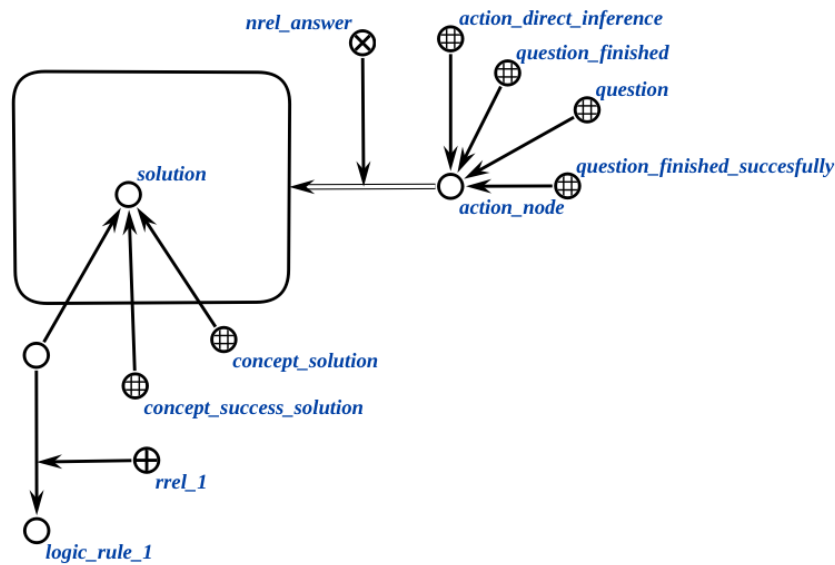 action_direct_inference
nrel_answer
question_finished
question
question_finished_succesfully
solution
action_node
concept_solution
concept_success_solution
rrel_1
logic_rule_1